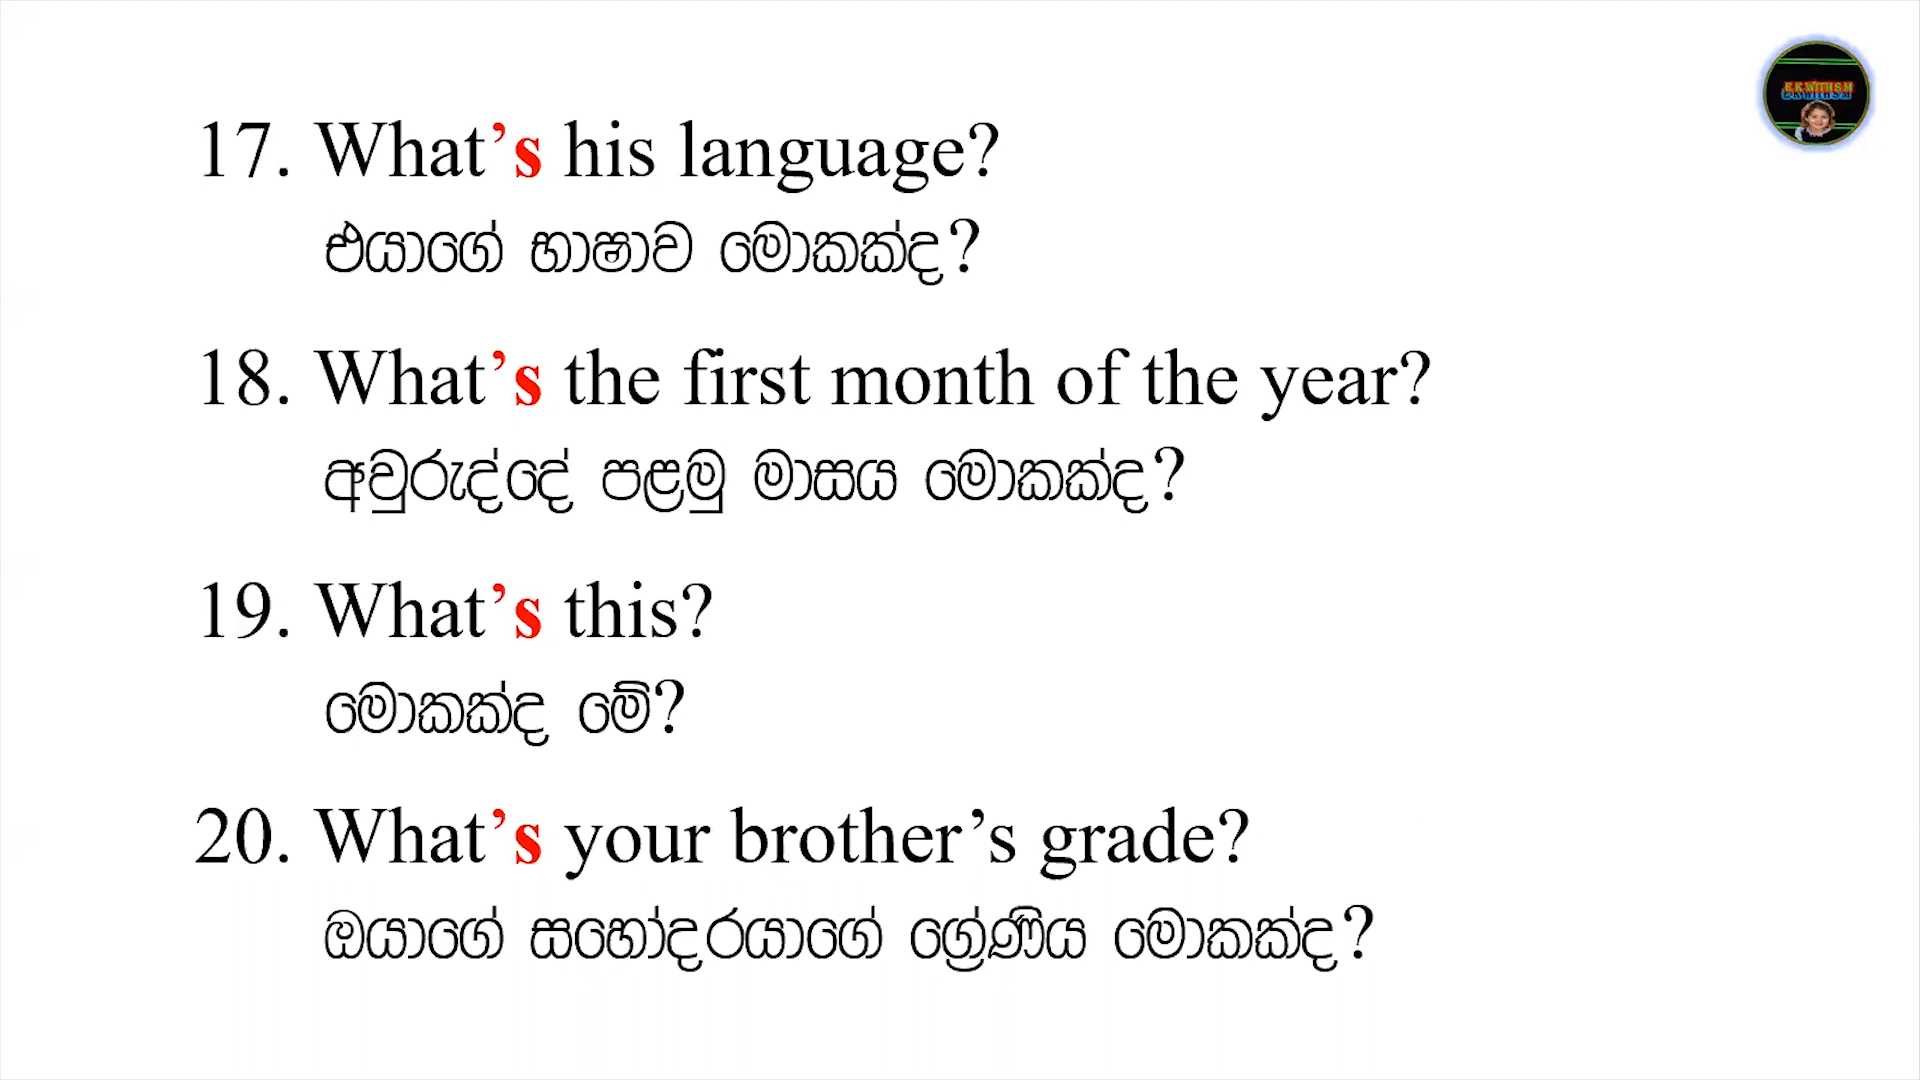 E.K WITH S.M
17. What’s his language?
එයාගේ භාෂාව මොකක්ද?
18. What’s the first month of the year?
අවුරුද්දේ පළමු මාසය මොකක්ද?
19. What’s this?
මොකක්ද මේ?
20. What’s your brother’s grade?
ඔයාගේ සහෝදරයාගේ ශ්‍රේණිය මොකක්ද?